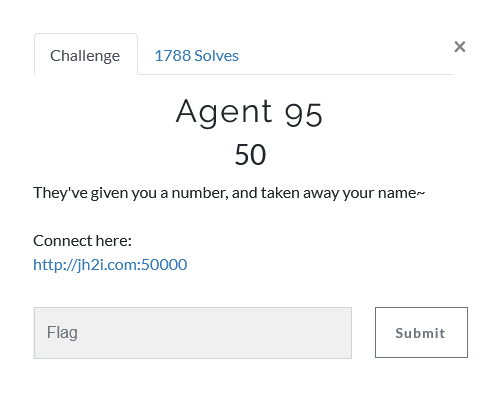 Challenge
1788 Solves
×
Agent 95
50
They've given you a number, and taken away your name~
Connect here:
http://jh2i.com:50000
Flag
Submit